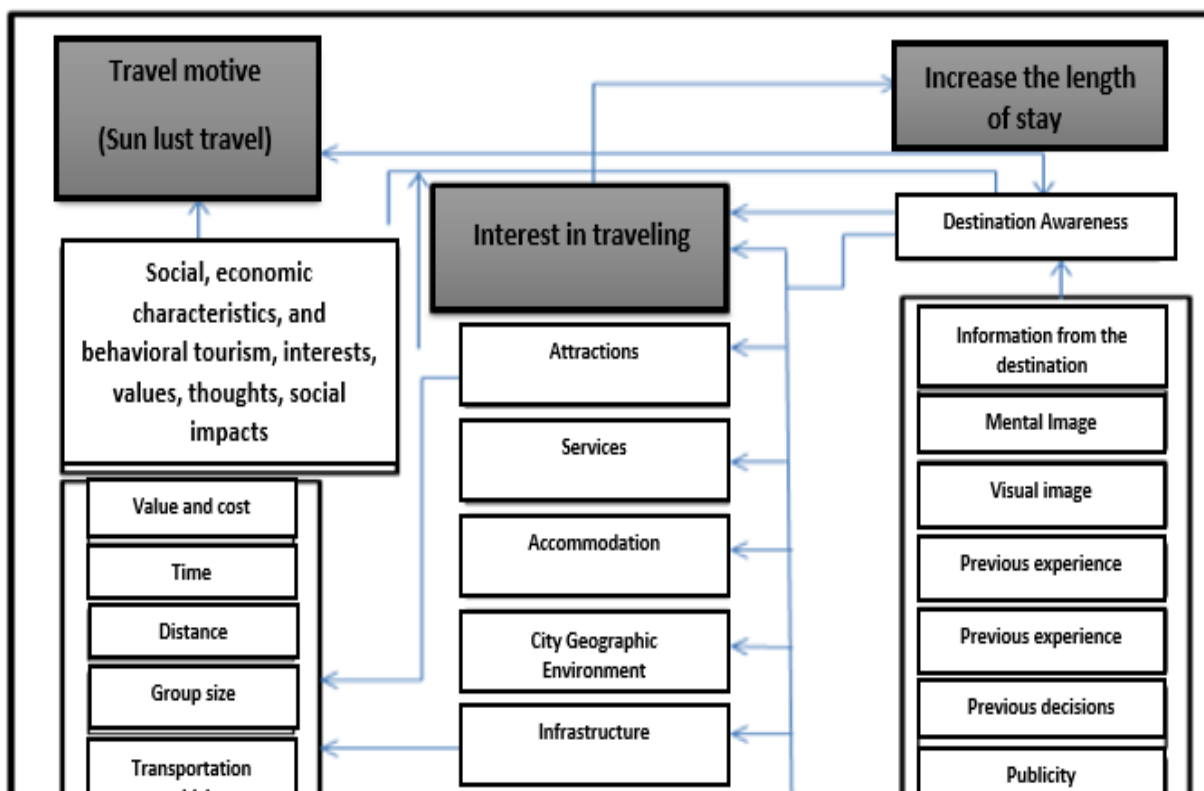 Travel motive
(Sun lust travel)
Increase the length
of stay
Interest in traveling
Destination Awareness
Social, economic
characteristics, and
behavioral tourism, interests,
values, thoughts, social
impacts
Value and cost
Time
Distance
Group size
Transportation
Attractions
Services
Accommodation
City Geographic
Environment
Infrastructure
Information from the
destination
Mental Image
Visual image
Previous experience
Previous experience
Previous decisions
Publicity